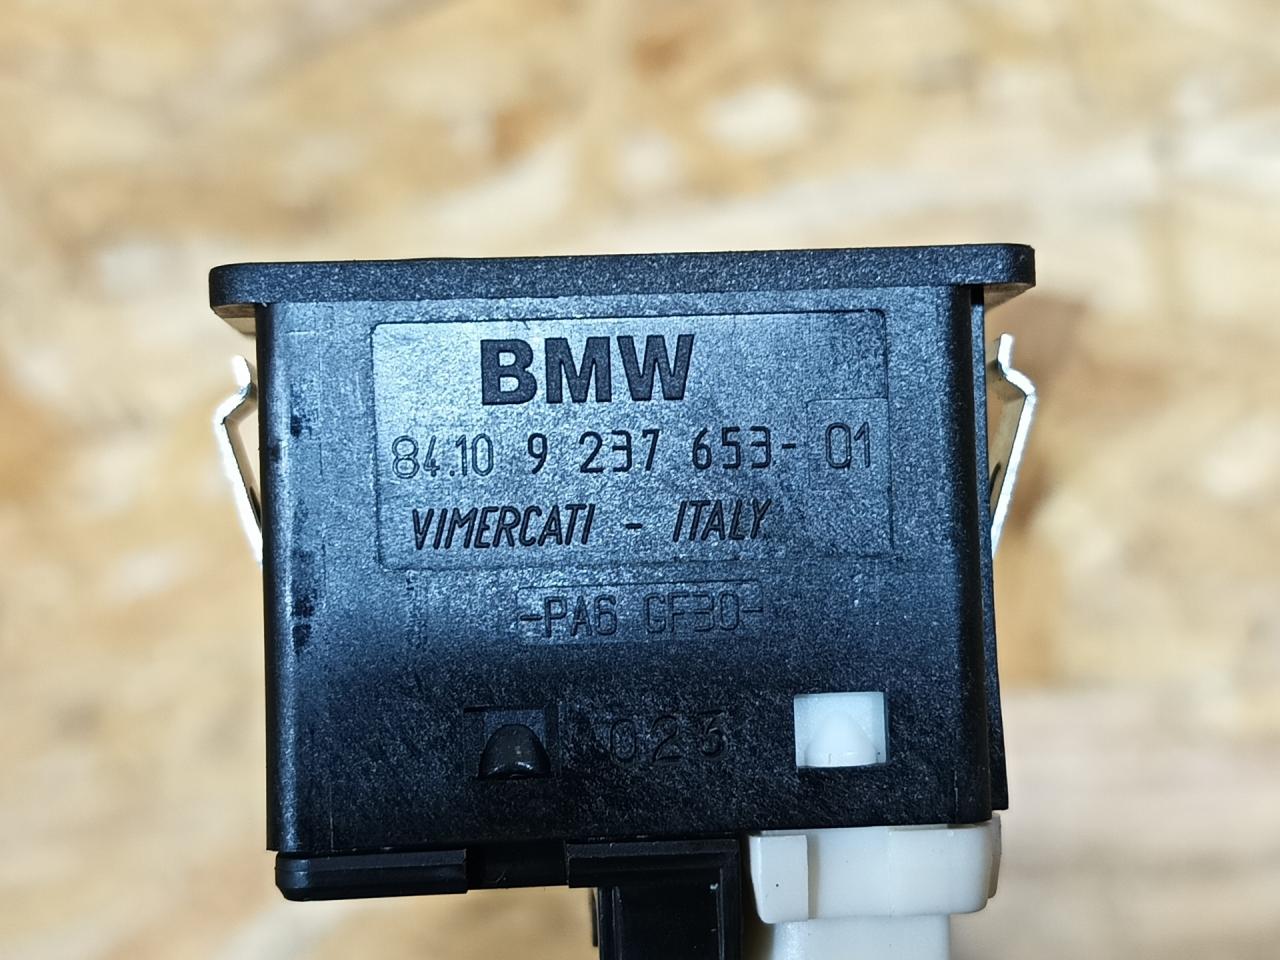 BMW
84.10 9 237 653-01
VIMERCATI - ITALY
-PA6 GF30-
023